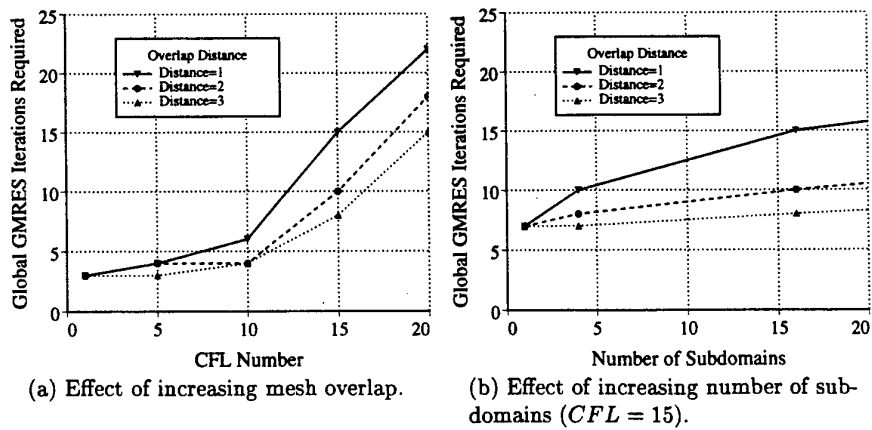 Global GMRES Iterations Required
25
20
15
10
5
0
Overlap Distance
Distance=1
Distance=2
Distance=3
0 5 10 15 20
CFL Number
(a) Effect of increasing mesh overlap.
Global GMRES Iterations Required
25
20
15
10
5
0
Overlap Distance
Distance=1
Distance=2
Distance=3
0 5 10 15 20
Number of Subdomains
(b) Effect of increasing number of sub-
domains (CFL = 15).